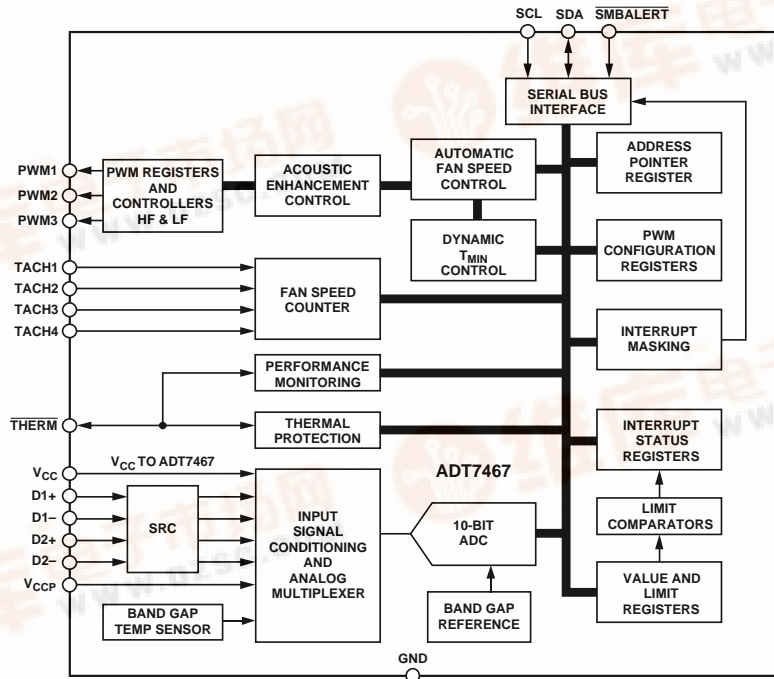 SCL SDA SMBALERT
SERIAL BUS
INTERFACE
PWM1
PWM2
PWM3
PWM REGISTERS
AND
CONTROLLERS
HF & LF
ACOUSTIC
ENHANCEMENT
CONTROL
AUTOMATIC
FAN SPEED
CONTROL
ADDRESS
POINTER
REGISTER
DYNAMIC
TMIN
CONTROL
PWM
CONFIGURATION
REGISTERS
TACH1
TACH2
TACH3
TACH4
FAN SPEED
COUNTER
INTERRUPT
MASKING
PERFORMANCE
MONITORING
THERM
THERMAL
PROTECTION
INTERRUPT
STATUS
REGISTERS
VCC
VCC TO ADT7467
ADT7467
D1+
D1–
D2+
D2–
VCCP
SRC
INPUT
SIGNAL
CONDITIONING
AND
ANALOG
MULTIPLEXER
10-BIT
ADC
LIMIT
COMPARATORS
VALUE AND
LIMIT
REGISTERS
BAND GAP
TEMP SENSOR
BAND GAP
REFERENCE
GND